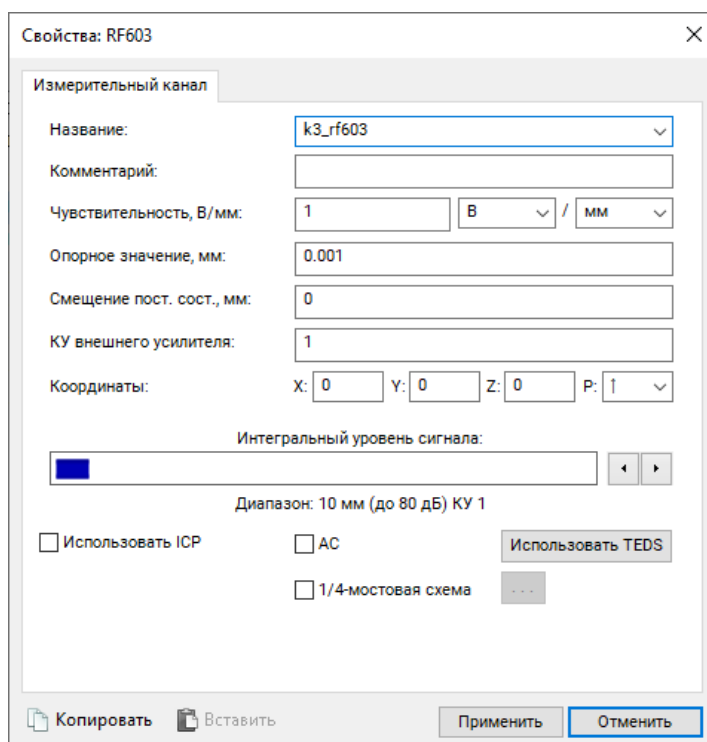 Свойства: RF603
Измерительный канал
Название: k3_rf603
Комментарий:
Чувствительность, В/мм: 1 В / мм
Опорное значение, мм: 0.001
Смещение пост. сост., мм: 0
КУ внешнего усилителя: 1
Координаты: X: 0 Y: 0 Z: 0 P: ↑
Интегральный уровень сигнала:
Диапазон: 10 мм (до 80 дБ) КУ 1
Использовать ICP AC Использовать TEDS
1/4-мостовая схема ...
Копировать Вставить Применить Отменить